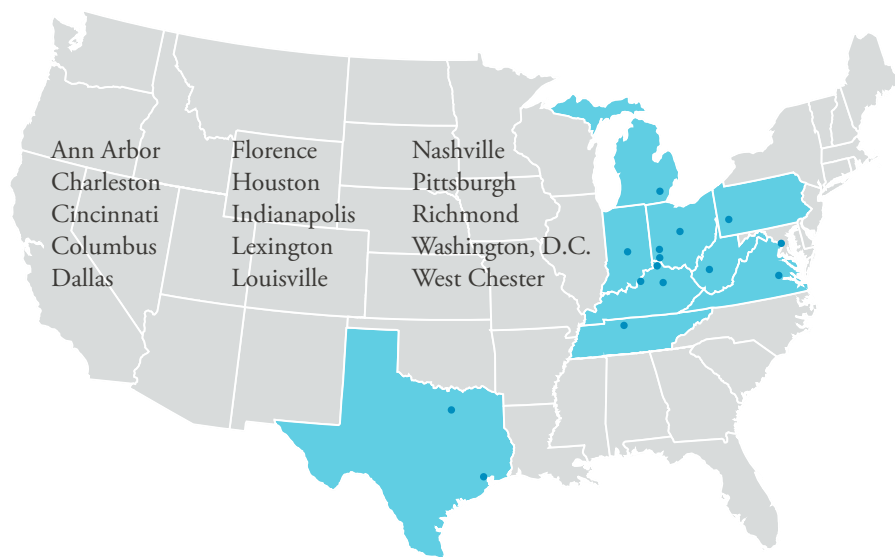 Ann Arbor
Charleston
Cincinnati
Columbus
Dallas
Florence
Houston
Indianapolis
Lexington
Louisville
Nashville
Pittsburgh
Richmond
Washington, D.C.
West Chester